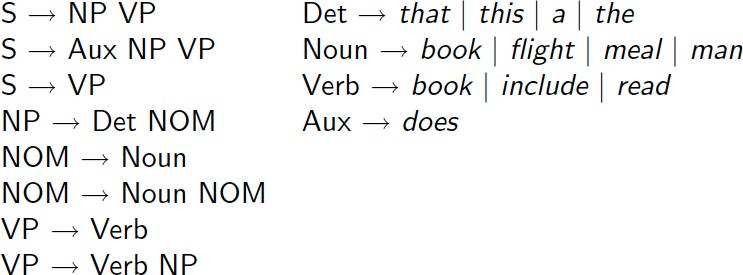 S → NP VP Det → that | this | a | the
S → Aux NP VP Noun → book | flight | meal | man
S → VP Verb → book | include | read
NP → Det NOM Aux → does
NOM → Noun
NOM → Noun NOM
VP → Verb
VP → Verb NP